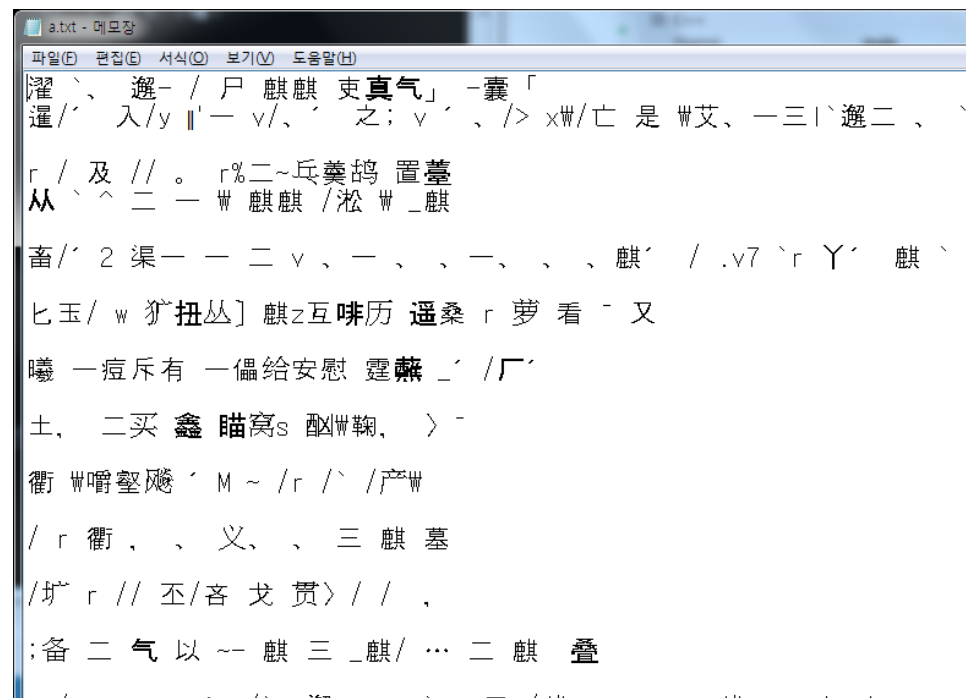 a.txt - 메모장
파일(F) 편집(E) 서식(O) 보기(V) 도움말(H)
濯 `、 邂- / 尸 麒麒 吏真气」 -囊「
暹/´ 入/y ∥'一 v/、´ 之; v ´ 、/> x₩/亡 是 ₩艾、一三|`邂二 、 `
r / 及 // 。 r%二~乓羹鸪 置薹
从 ` ^ 二 一 ₩ 麒麒 /淞 ₩ _麒
畜/´ 2 渠一 一 二 v 、一 、 、一、 、 、麒´ / .v7 `r 丫´ 麒 `
匕玉/ w 犷扭丛] 麒z互啡历 遥桑 r 萝 看 ˉ 又
曦 一痘斥有 一儡给安慰 霆蘸 _´ /厂´
土, 二买 鑫 瞄窝s 酗₩鞠, 〉ˉ
衢 ₩嚼壑飚 ´ M ~ /r /` /产₩
/ r 衢 , 、 义、 、 三 麒 墓
/圹 r // 丕/吝 戈 贯〉/ / ,
;备 二 气 以 ~- 麒 三 _麒/ … 二 麒 叠